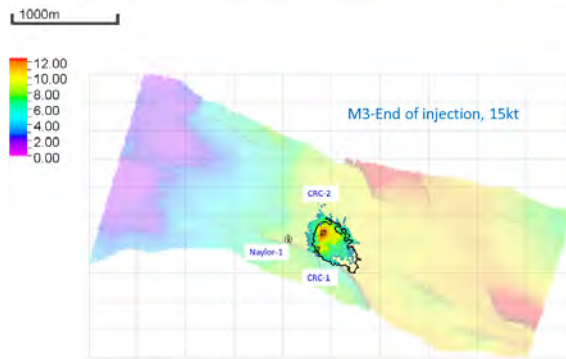 1000m
12.00
10.00
8.00
6.00
4.00
2.00
0.00
M3-End of injection, 15kt
CRC-2
Naylor-1
CRC-1